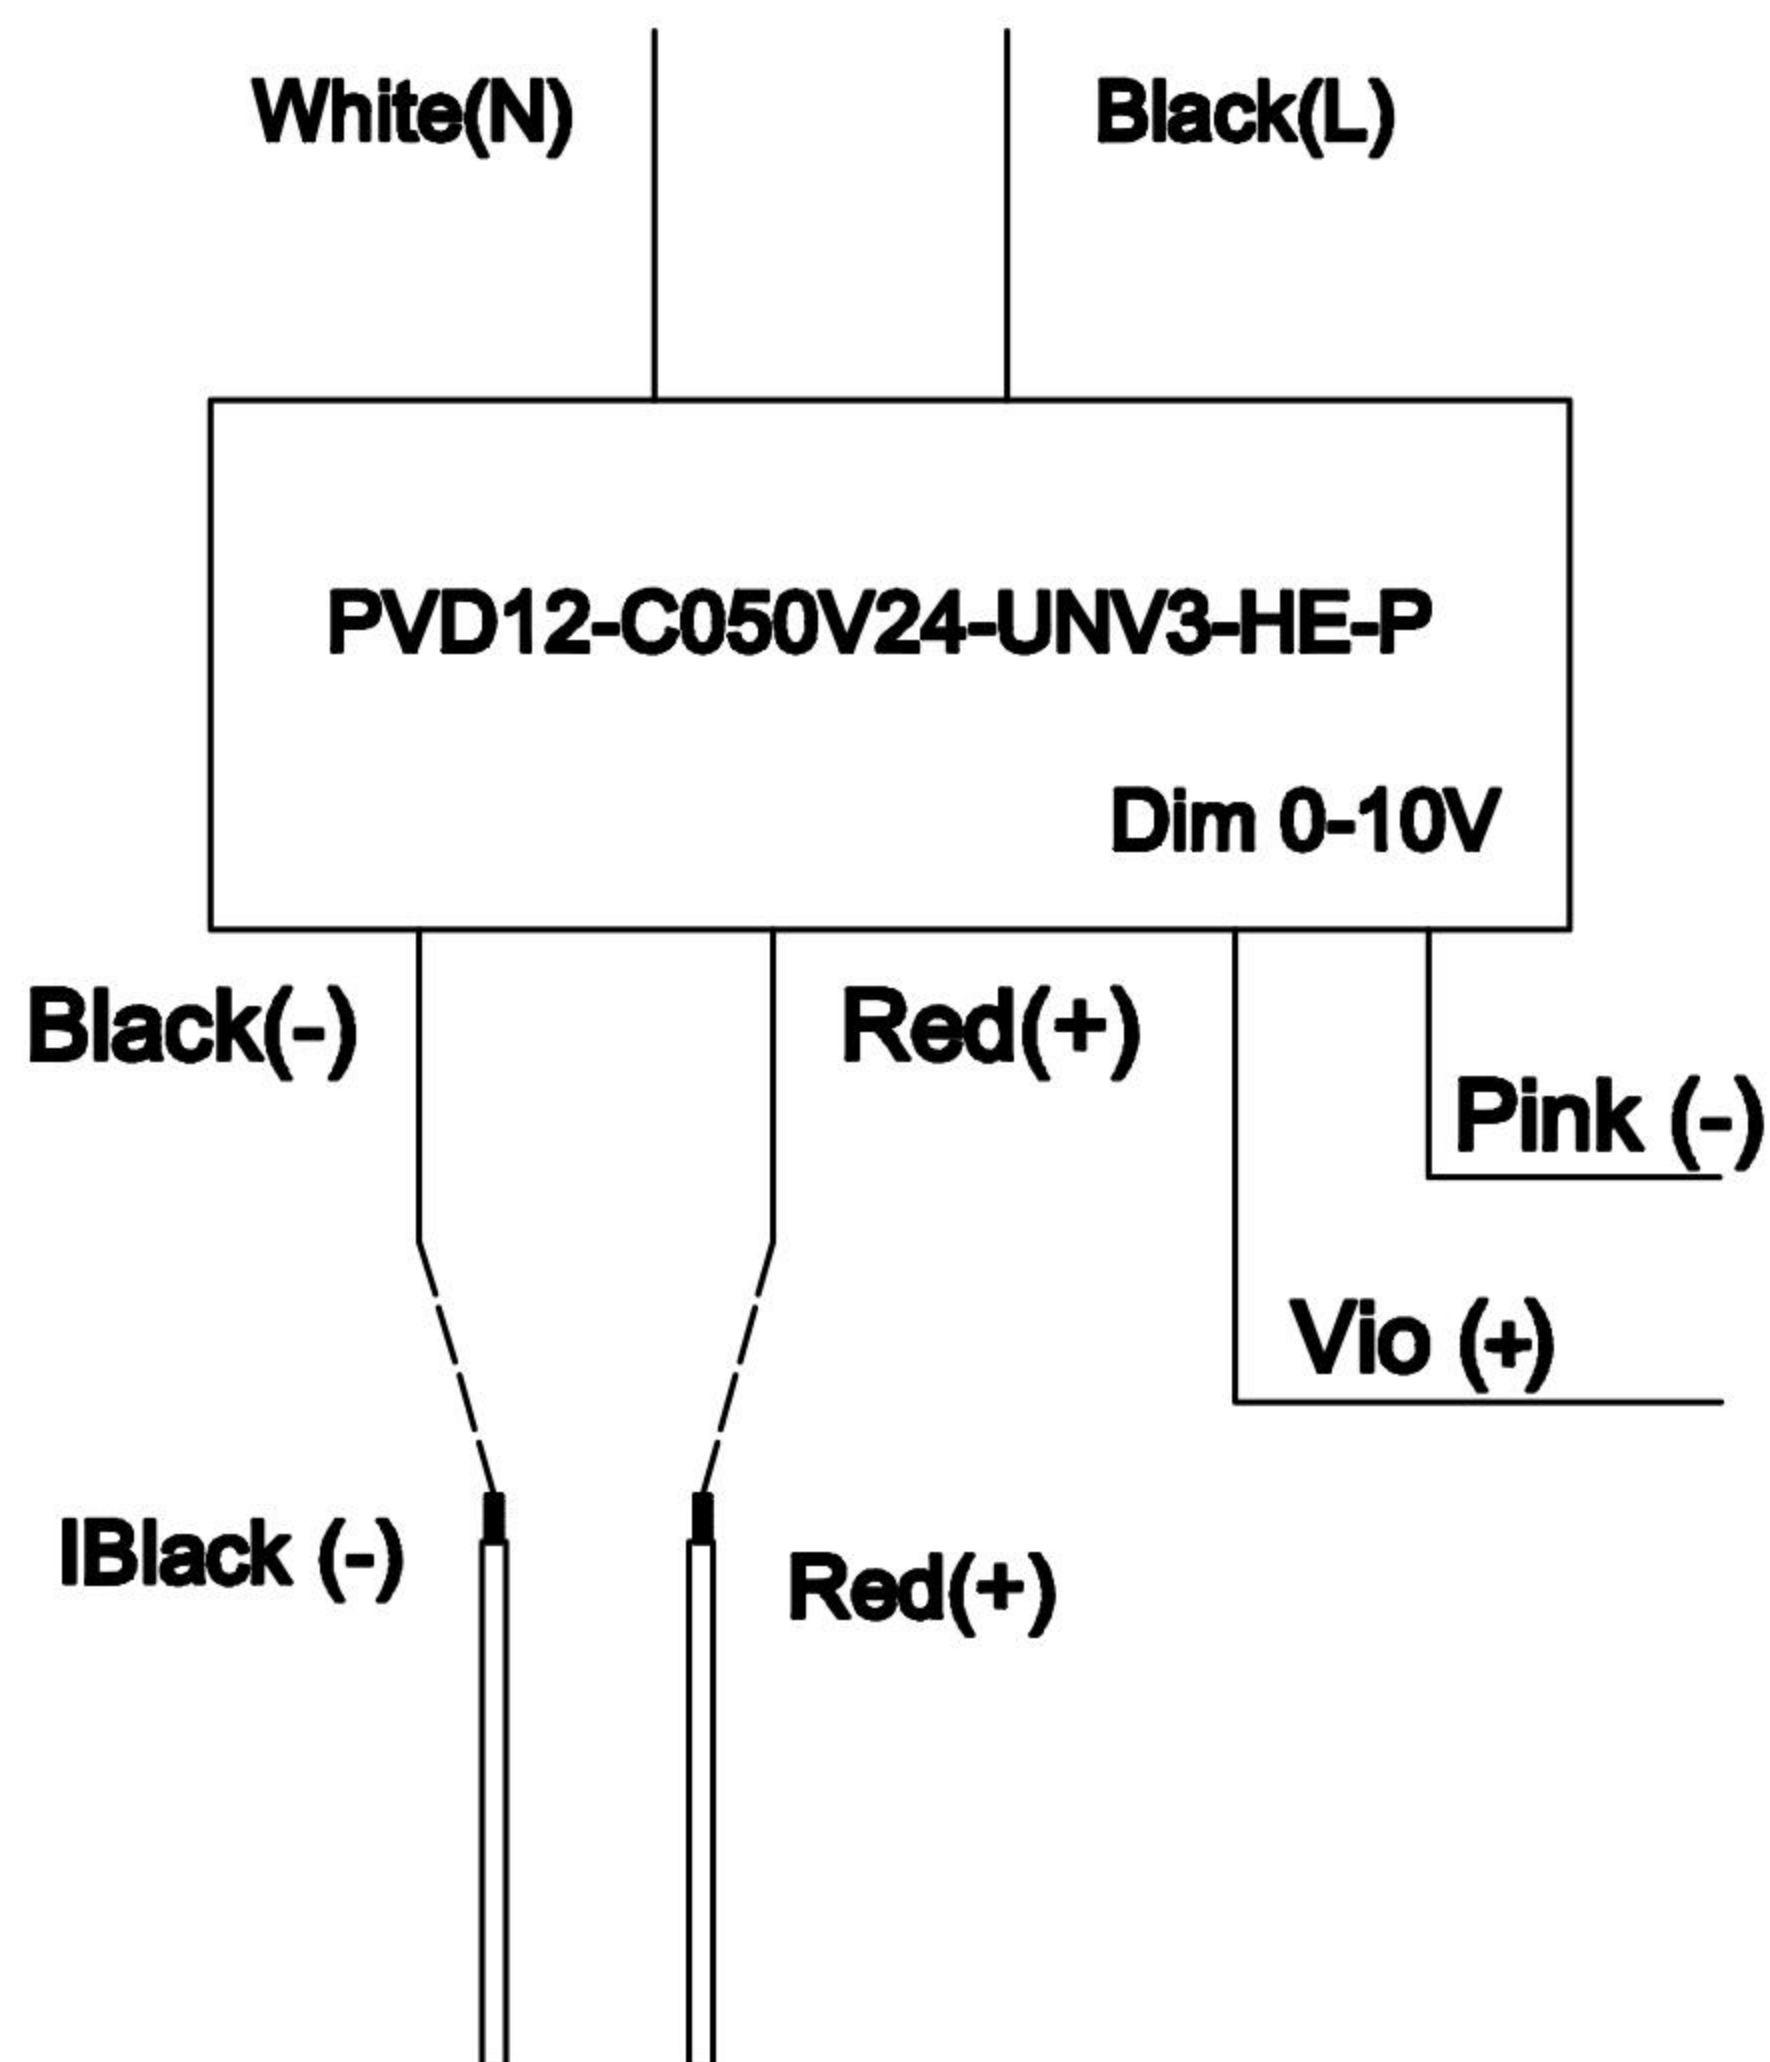 White(N)
Black(L)
PVD12-C050V24-UNV3-HE-P
Dim 0-10V
Black(-)
Red(+)
Pink (-)
Vio (+)
IBlack (-)
Red(+)